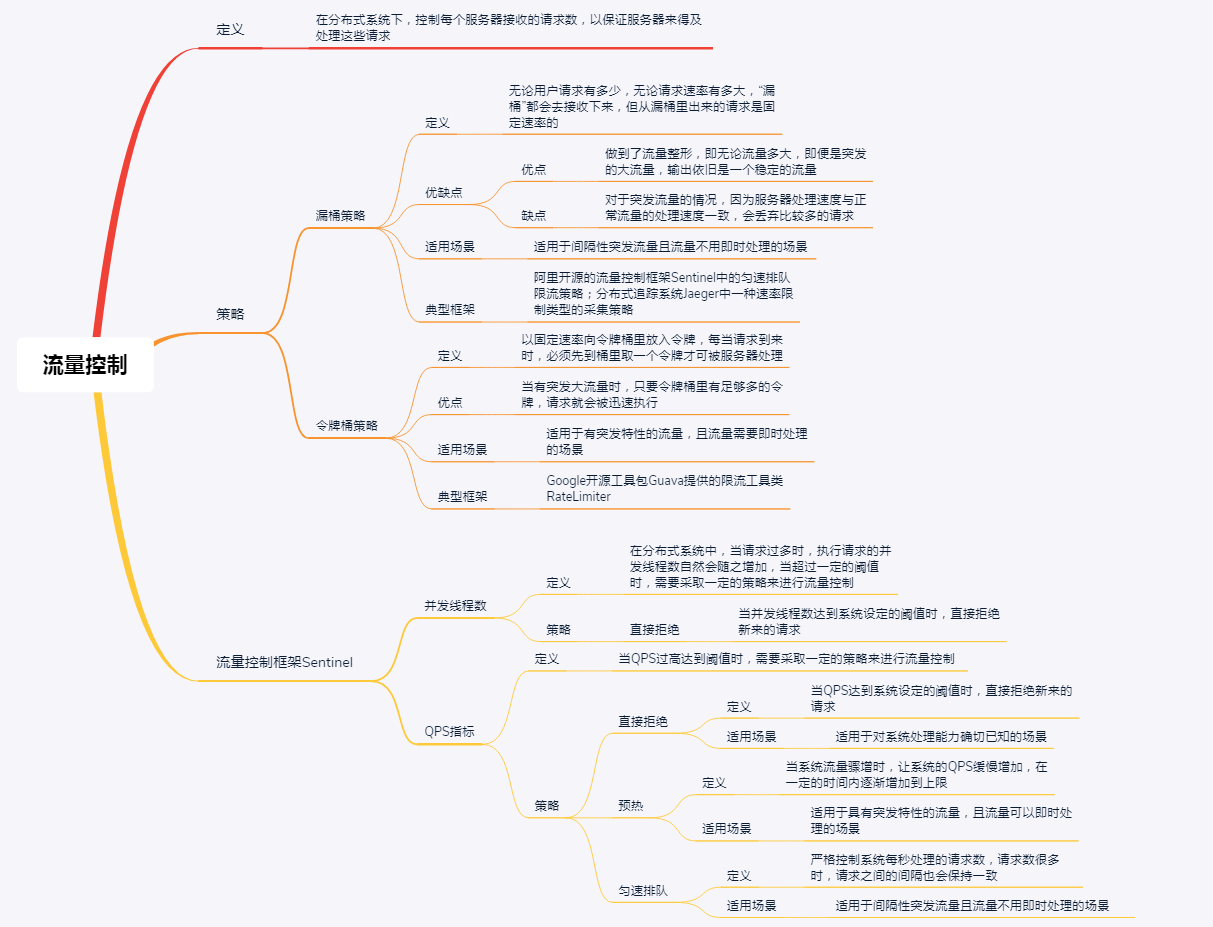 定义
在分布式系统下，控制每个服务器接收的请求数，以保证服务器来得及
处理这些请求
无论用户请求有多少，无论请求速率有多大，“漏
桶”都会去接收下来，但从漏桶里出来的请求是固
定速率的
定义
做到了流量整形，即无论流量多大，即便是突发
的大流量，输出依旧是一个稳定的流量
优点
优缺点
对于突发流量的情况，因为服务器处理速度与正
常流量的处理速度一致，会丢弃比较多的请求
缺点
漏桶策略
适用场景
适用于间隔性突发流量且流量不用即时处理的场景
阿里开源的流量控制框架Sentinel中的匀速排队
限流策略；分布式追踪系统Jaeger中一种速率限
制类型的采集策略
典型框架
策略
以固定速率向令牌桶里放入令牌，每当请求到来
时，必须先到桶里取一个令牌才可被服务器处理
定义
流量控制
当有突发大流量时，只要令牌桶里有足够多的令
牌，请求就会被迅速执行
优点
令牌桶策略
适用于有突发特性的流量，且流量需要即时处理
的场景
适用场景
Google开源工具包Guava提供的限流工具类
RateLimiter
典型框架
在分布式系统中，当请求过多时，执行请求的并
发线程数自然会随之增加，当超过一定的阈值
时，需要采取一定的策略来进行流量控制
定义
并发线程数
当并发线程数达到系统设定的阈值时，直接拒绝
新来的请求
策略
直接拒绝
流量控制框架Sentinel
定义
当QPS过高达到阈值时，需要采取一定的策略来进行流量控制
当QPS达到系统设定的阈值时，直接拒绝新来的
请求
定义
直接拒绝
QPS指标
适用场景
适用于对系统处理能力确切已知的场景
当系统流量骤增时，让系统的QPS缓慢增加，在
一定的时间内逐渐增加到上限
定义
策略
预热
适用于具有突发特性的流量，且流量可以即时处
理的场景
适用场景
严格控制系统每秒处理的请求数，请求数很多
时，请求之间的间隔也会保持一致
定义
匀速排队
适用场景
适用于间隔性突发流量且流量不用即时处理的场景